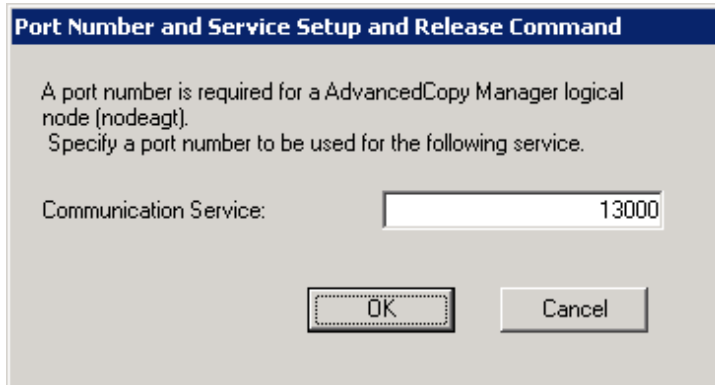 Port Number and Service Setup and Release Command
A port number is required for a AdvancedCopy Manager logical
node (nodeagt).
Specify a port number to be used for the following service.
Communication Service: 13000
OK Cancel